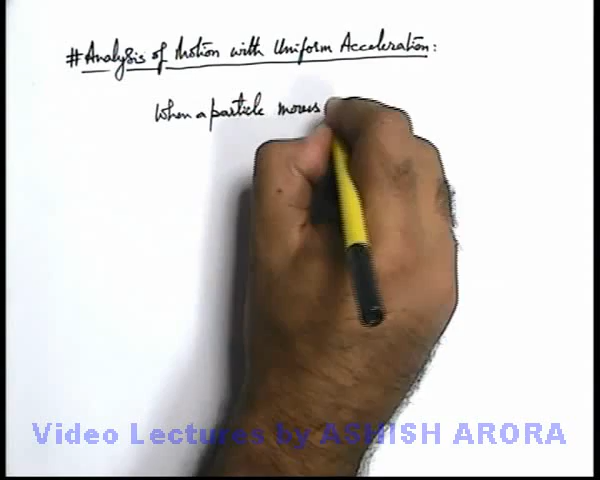 # Analysis of Motion with Uniform Acceleration:
When a particle moves
Video Lectures by ASHISH ARORA